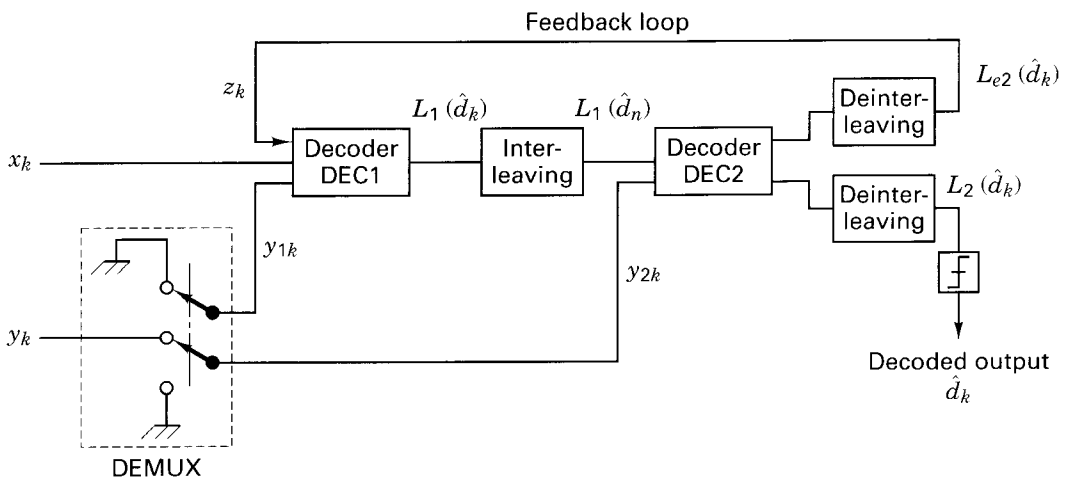 Feedback loop
z_k
L_1 (d̂_k)
L_1 (d̂_n)
L_{e2} (d̂_k)
x_k
Decoder
DEC1
Inter-
leaving
Decoder
DEC2
Deinter-
leaving
Deinter-
leaving
L_2 (d̂_k)
y_{1k}
y_{2k}
y_k
Decoded output
d̂_k
DEMUX